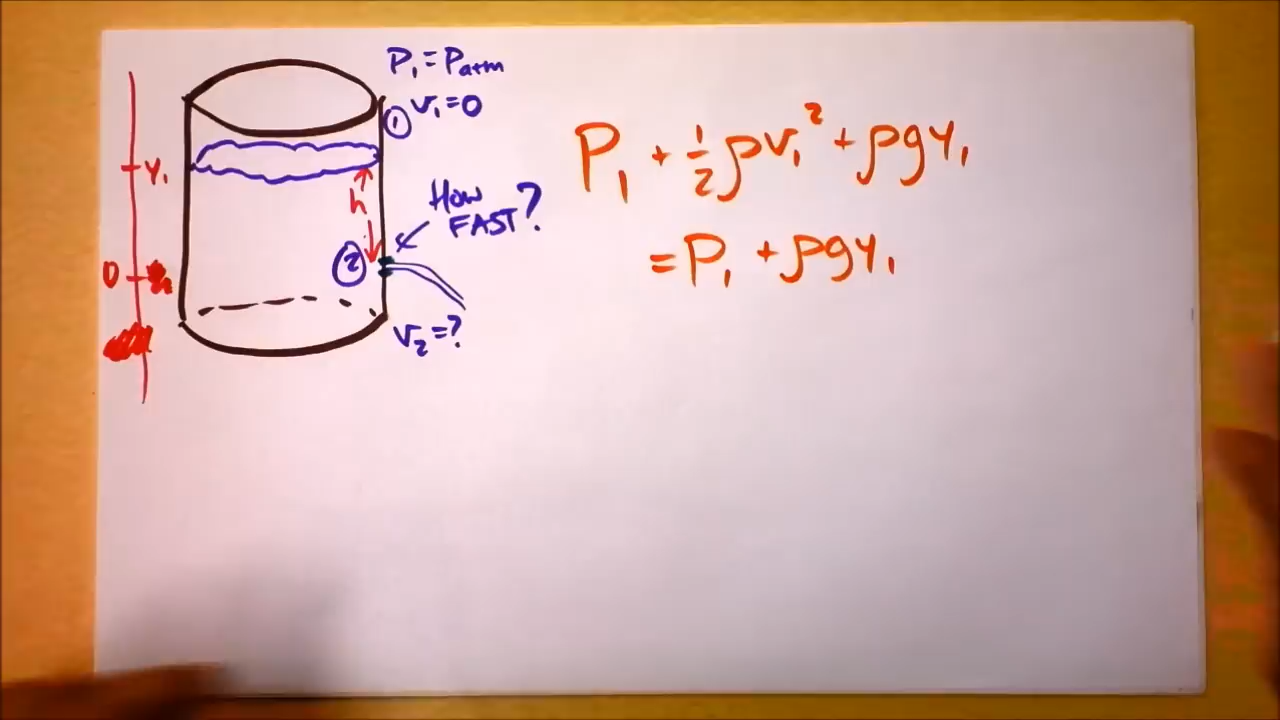 P₁ = Patm
v₁ = 0
①
y₁
h
How
FAST?
②
0
v₂ = ?
P₁ + ½ρv₁² + ρgy₁
= P₁ + ρgy₁